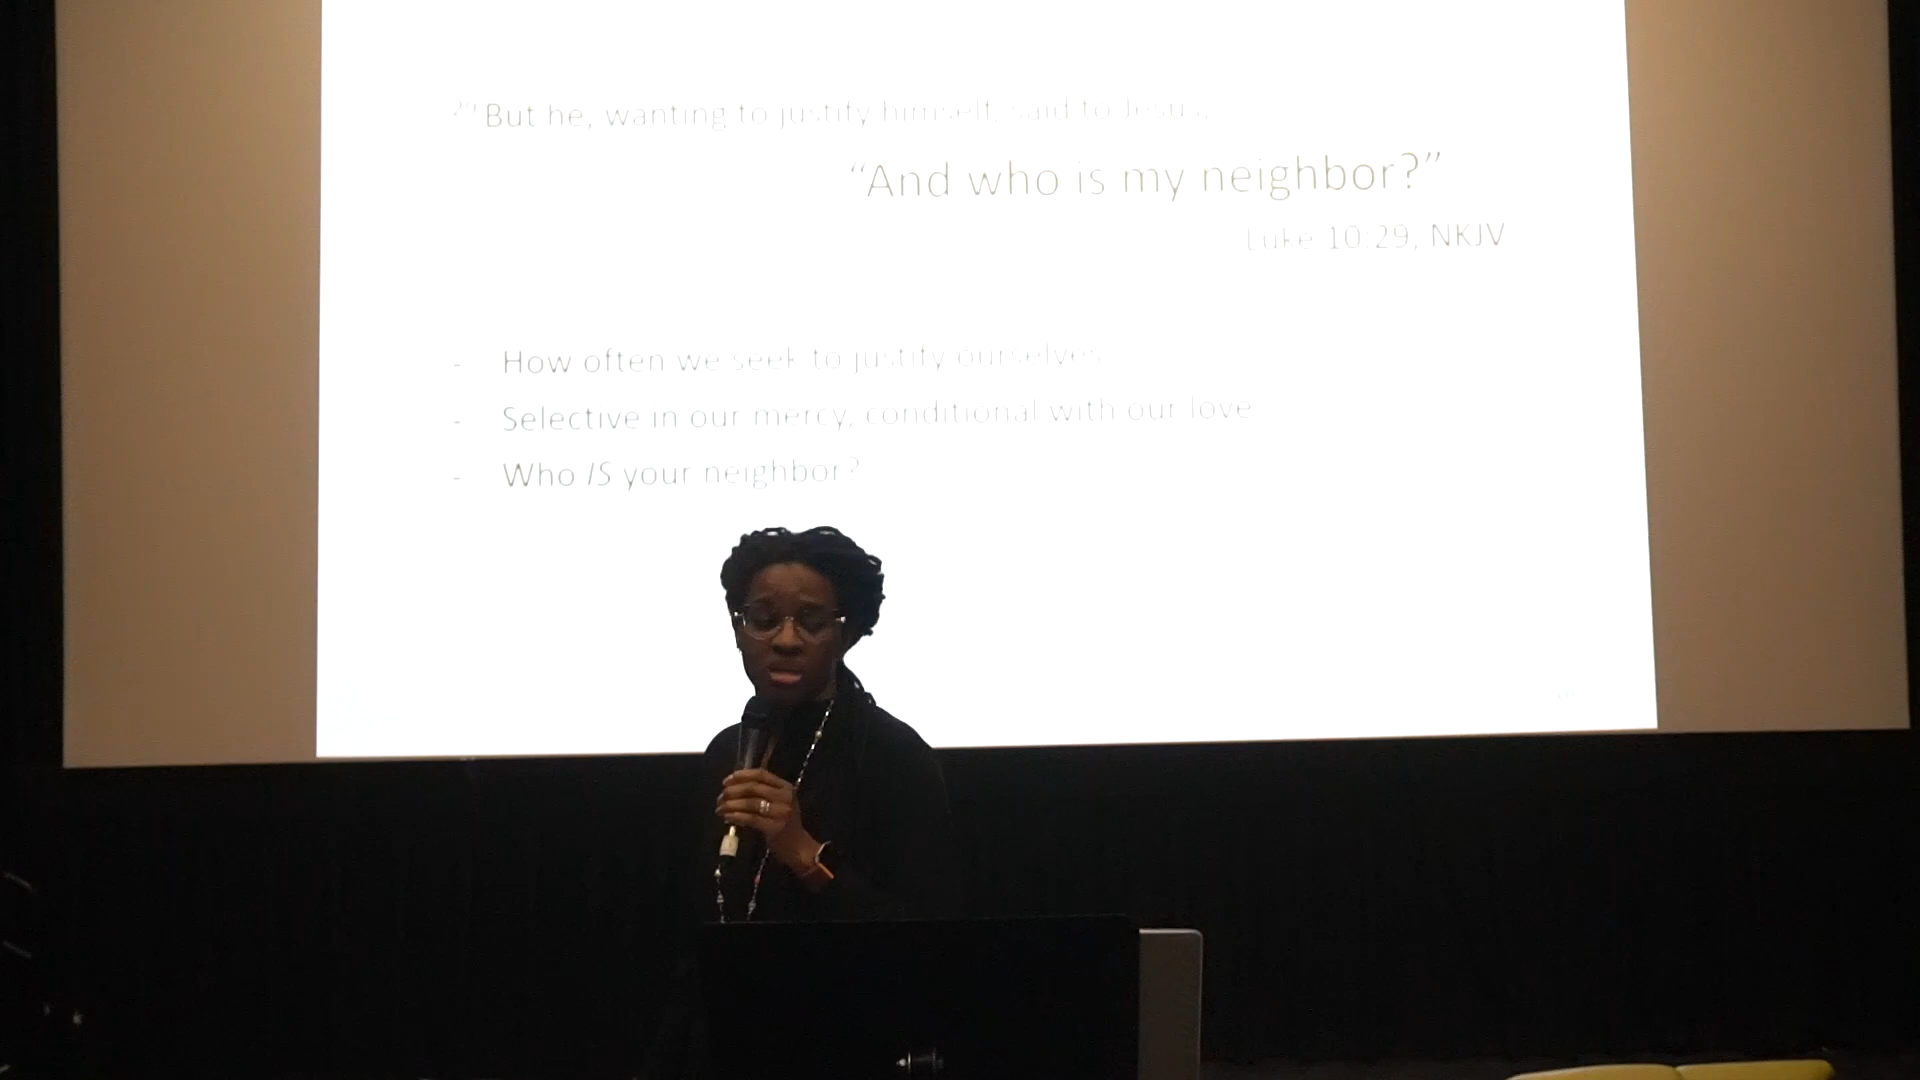 29 But he, wanting to justify himself, said to Jesus,
“And who is my neighbor?”
Luke 10:29, NKJV
- How often we seek to justify ourselves
- Selective in our mercy, conditional with our love
- Who IS your neighbor?